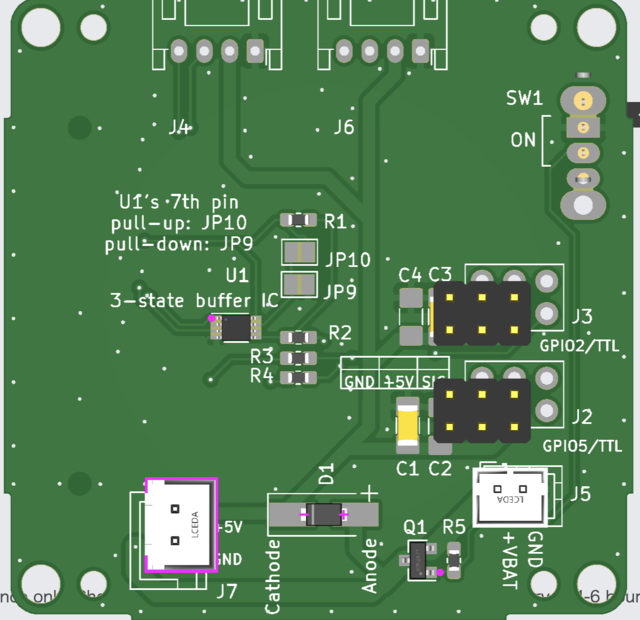 J4
J6
SW1
ON
U1's 7th pin
pull-up: JP10
pull-down: JP9
R1
JP10
JP9
U1
3-state buffer IC
C4 C3
J3
GPIO2/TTL
R2
R3
R4
GND +5V
J2
GPIO5/TTL
C1 C2
D1
+
J5
LCEDA
LCEDA
+5V
GND
J7
Cathode
Anode
Q1 R5
+VBAT
GND